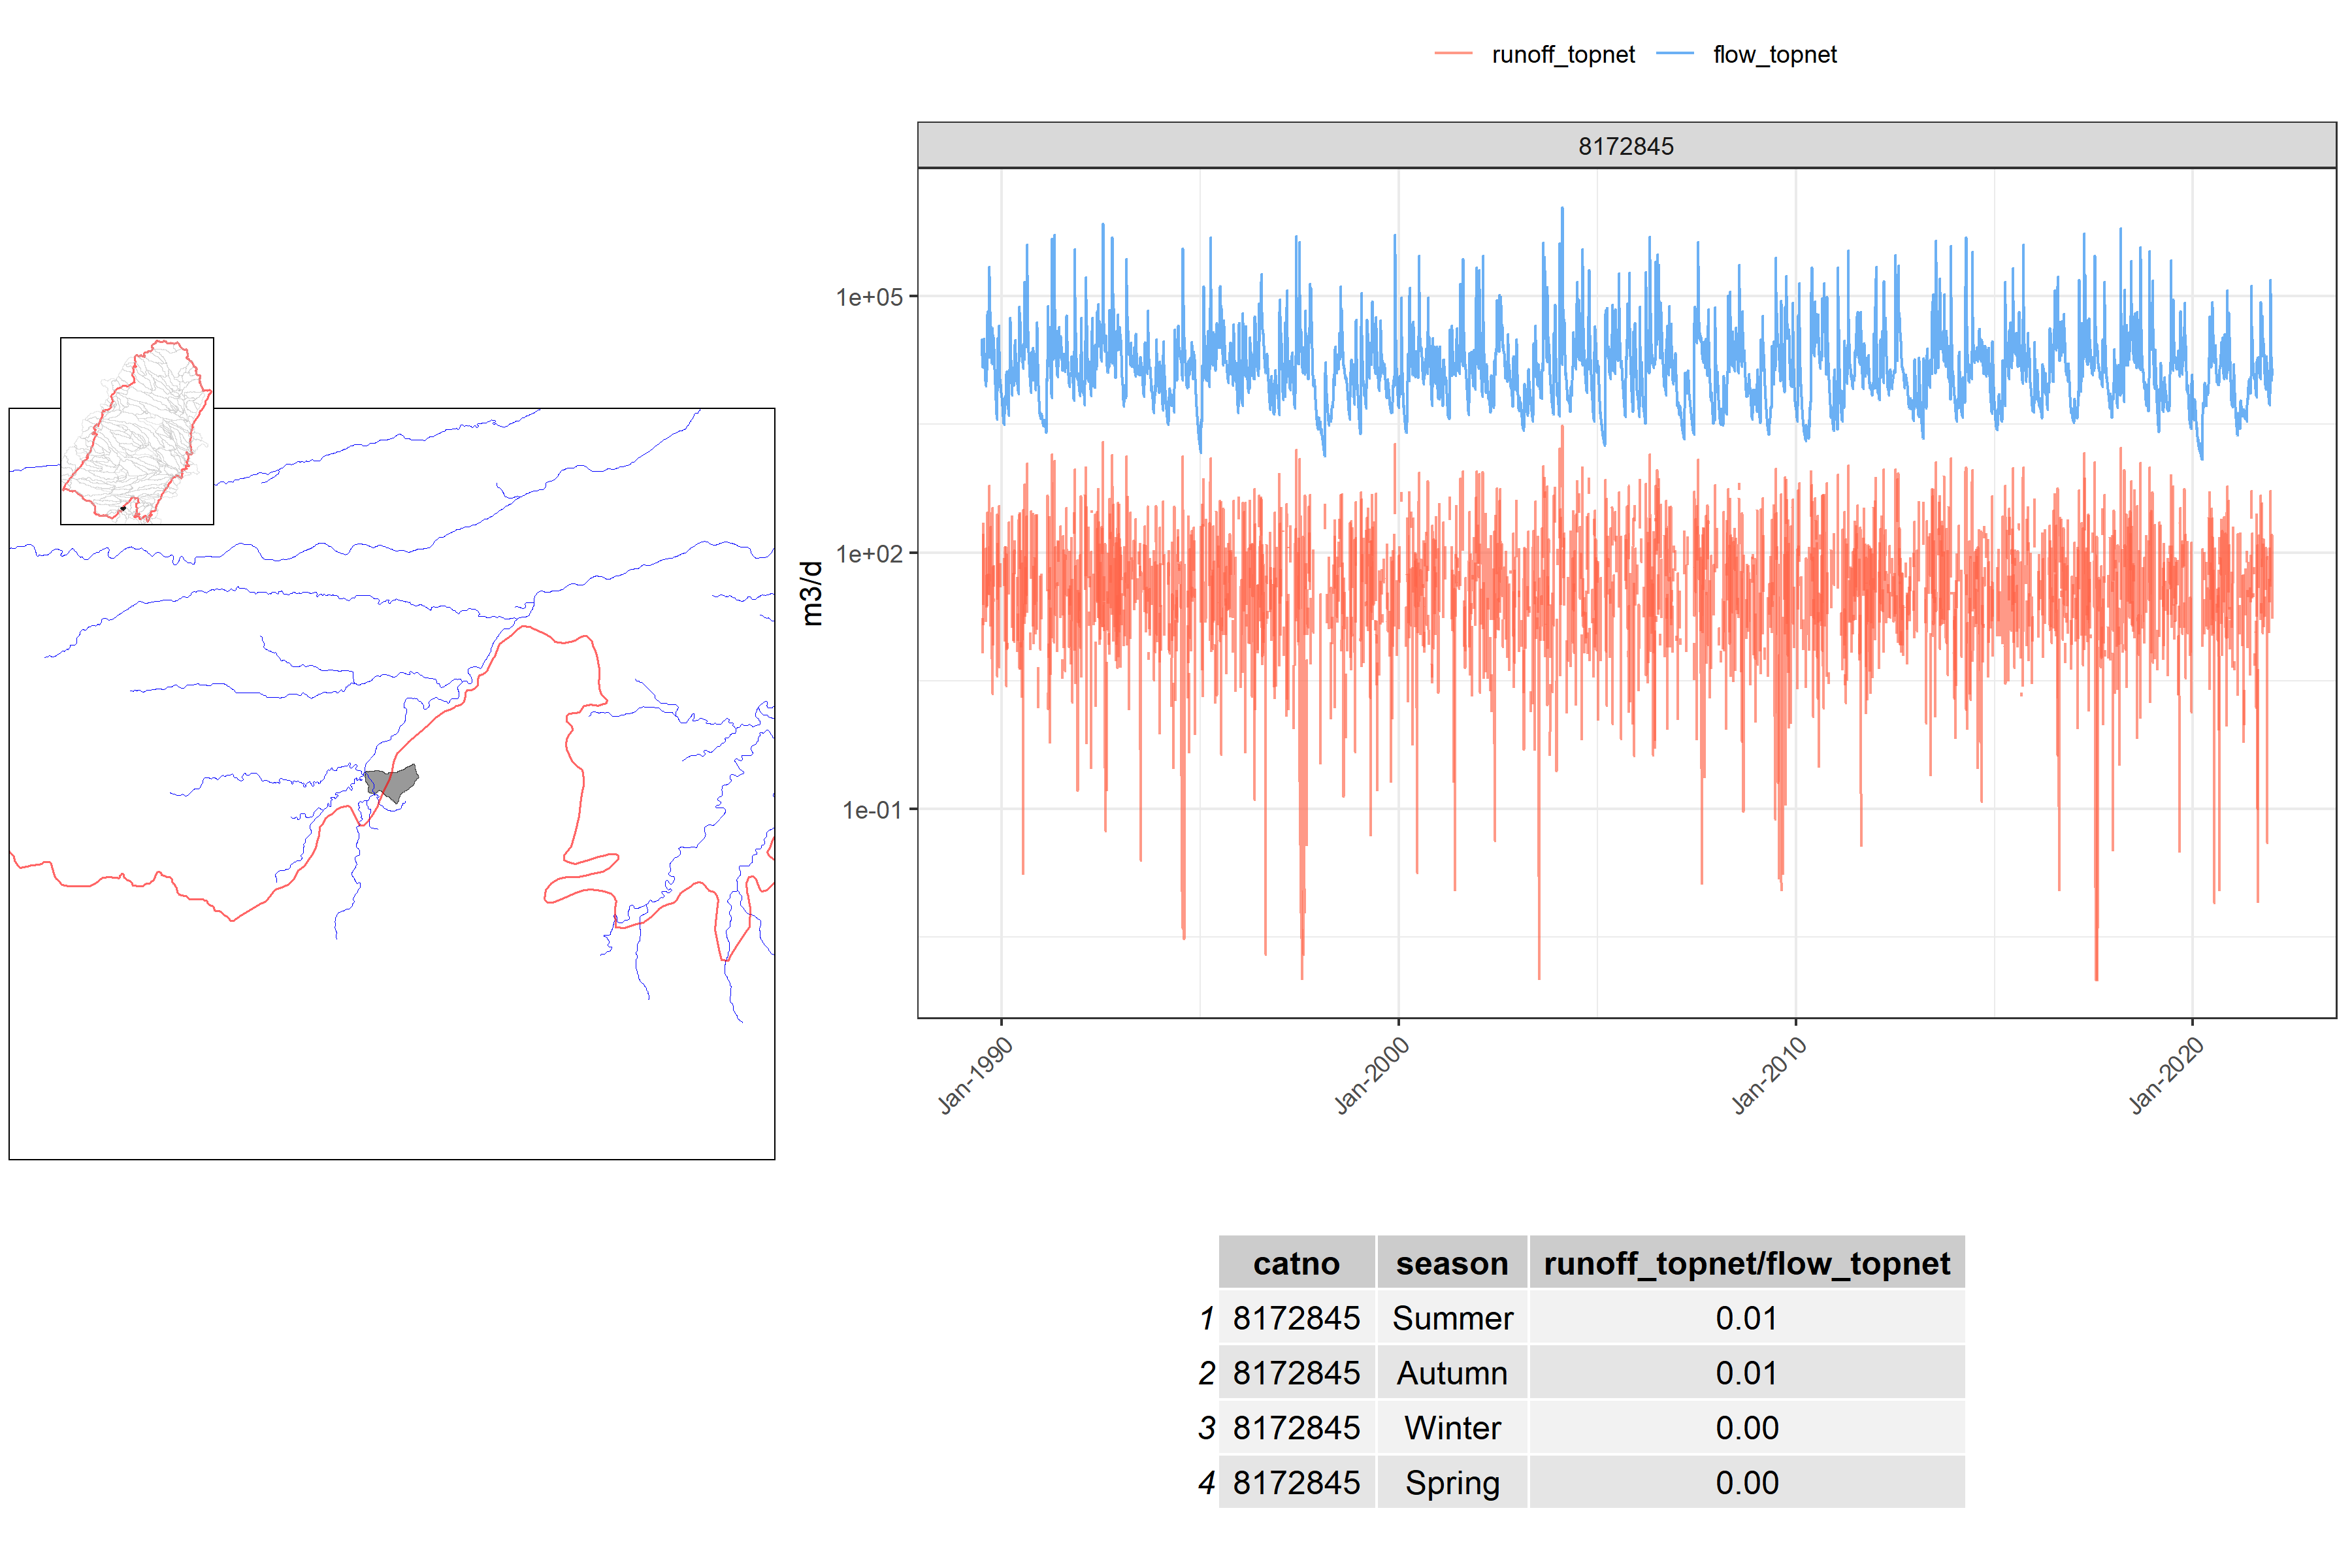 runoff_topnet flow_topnet
8172845
1e+05
1e+02
1e-01
m3/d
Jan-1990 Jan-2000 Jan-2010 Jan-2020
catno season runoff_topnet/flow_topnet
1 8172845 Summer 0.01
2 8172845 Autumn 0.01
3 8172845 Winter 0.00
4 8172845 Spring 0.00